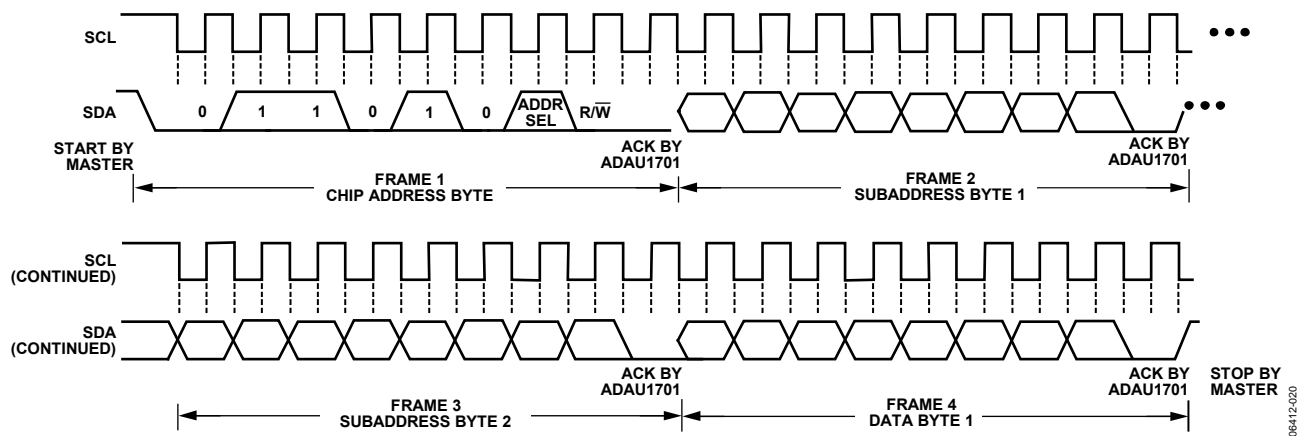 SCL
SDA
0 1 1 0 1 0 ADDR SEL R/W̅
START BY
MASTER
ACK BY
ADAU1701
ACK BY
ADAU1701
FRAME 1
CHIP ADDRESS BYTE
FRAME 2
SUBADDRESS BYTE 1
SCL
(CONTINUED)
SDA
(CONTINUED)
ACK BY
ADAU1701
ACK BY
ADAU1701
STOP BY
MASTER
FRAME 3
SUBADDRESS BYTE 2
FRAME 4
DATA BYTE 1
06412-020